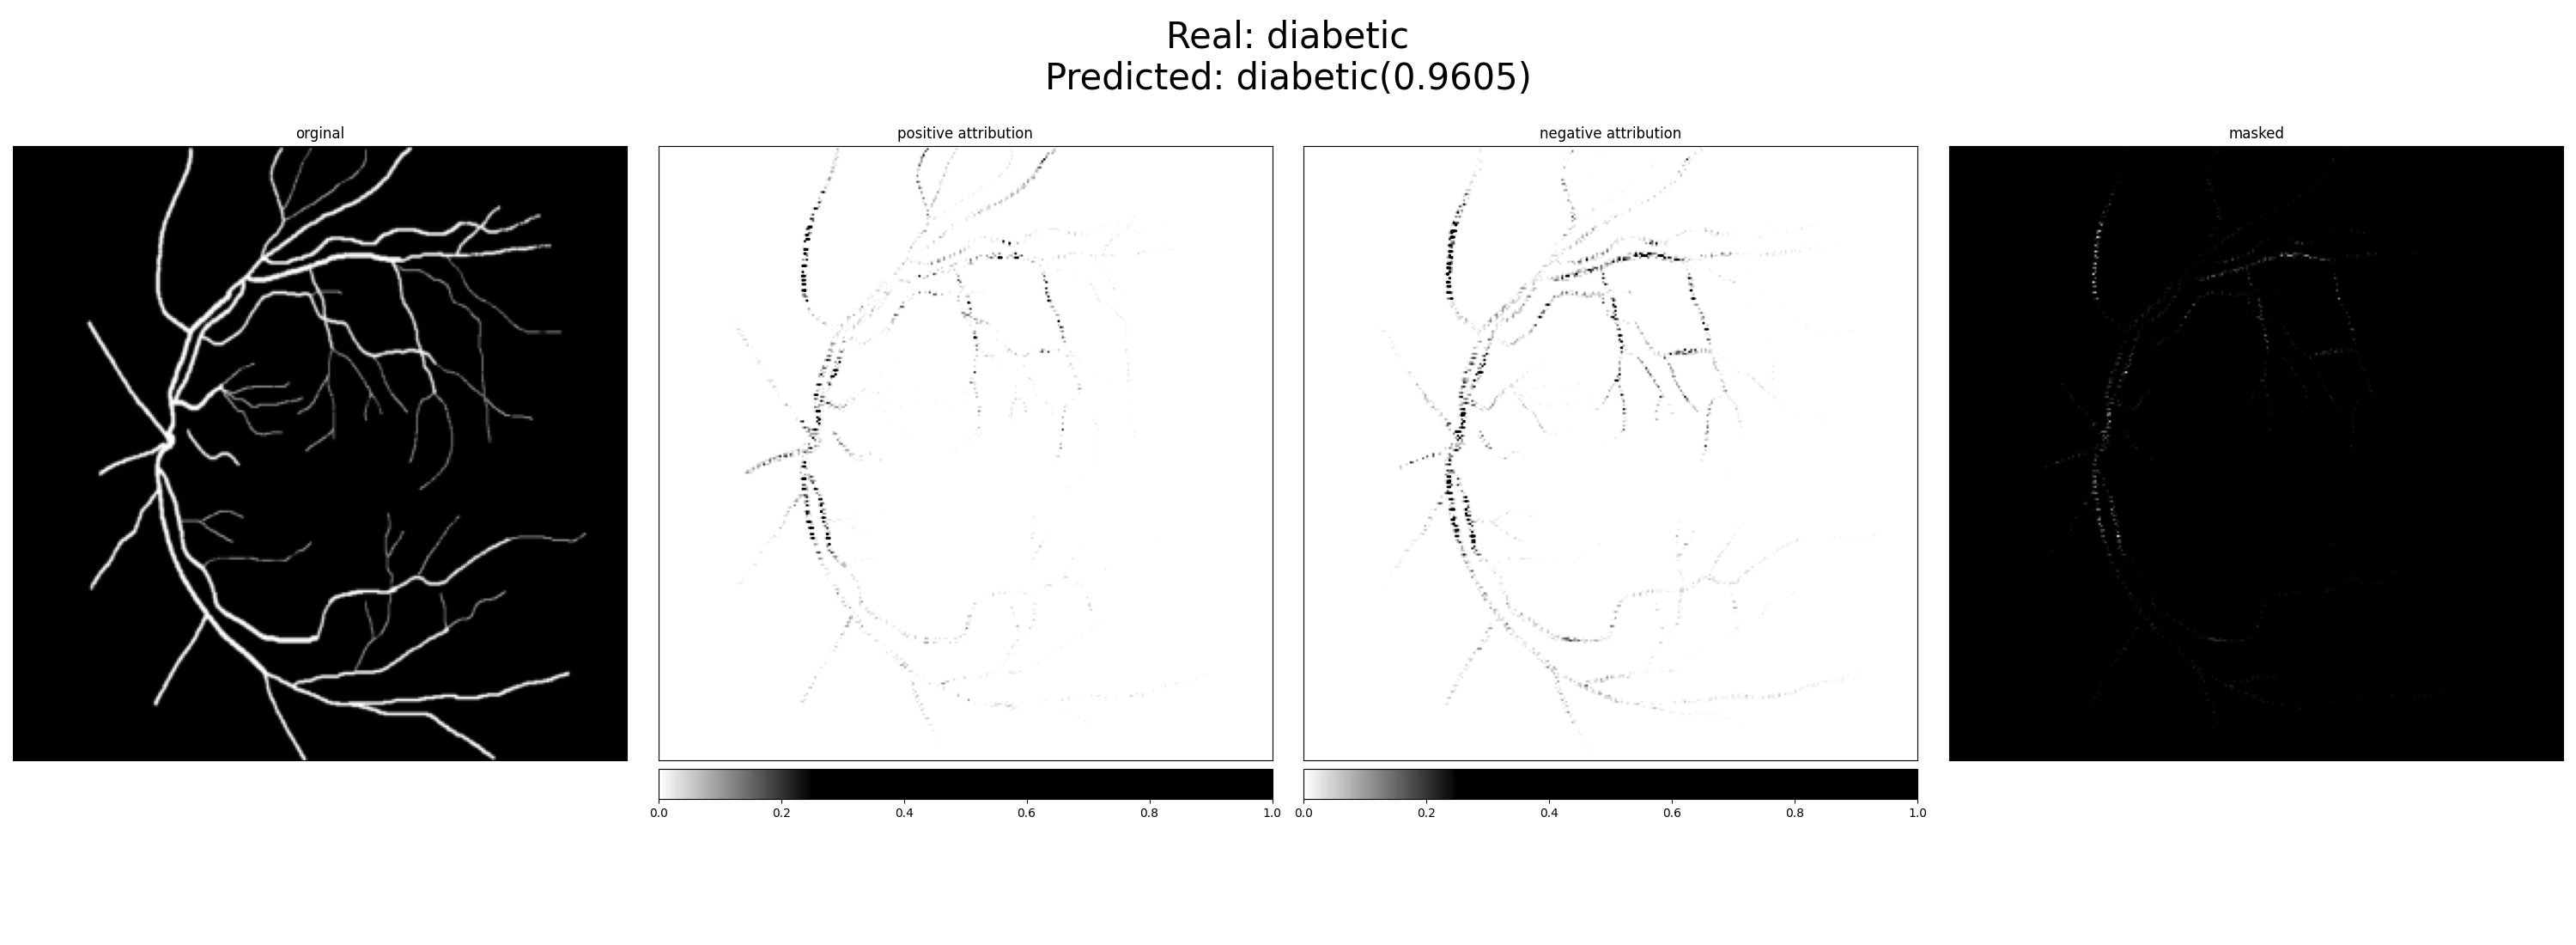 Real: diabetic
Predicted: diabetic(0.9605)
orginal
positive attribution
negative attribution
masked
0.0 0.2 0.4 0.6 0.8 1.0
0.0 0.2 0.4 0.6 0.8 1.0